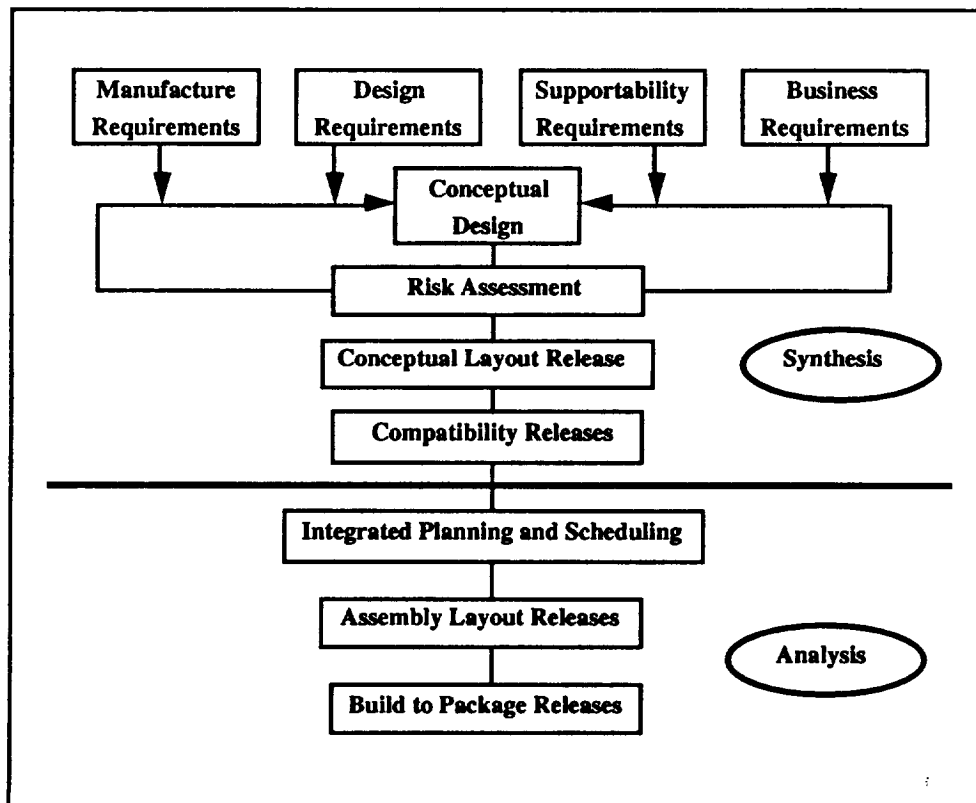 Manufacture
Requirements
Design
Requirements
Supportability
Requirements
Business
Requirements
Conceptual
Design
Risk Assessment
Conceptual Layout Release
Synthesis
Compatibility Releases
Integrated Planning and Scheduling
Assembly Layout Releases
Analysis
Build to Package Releases